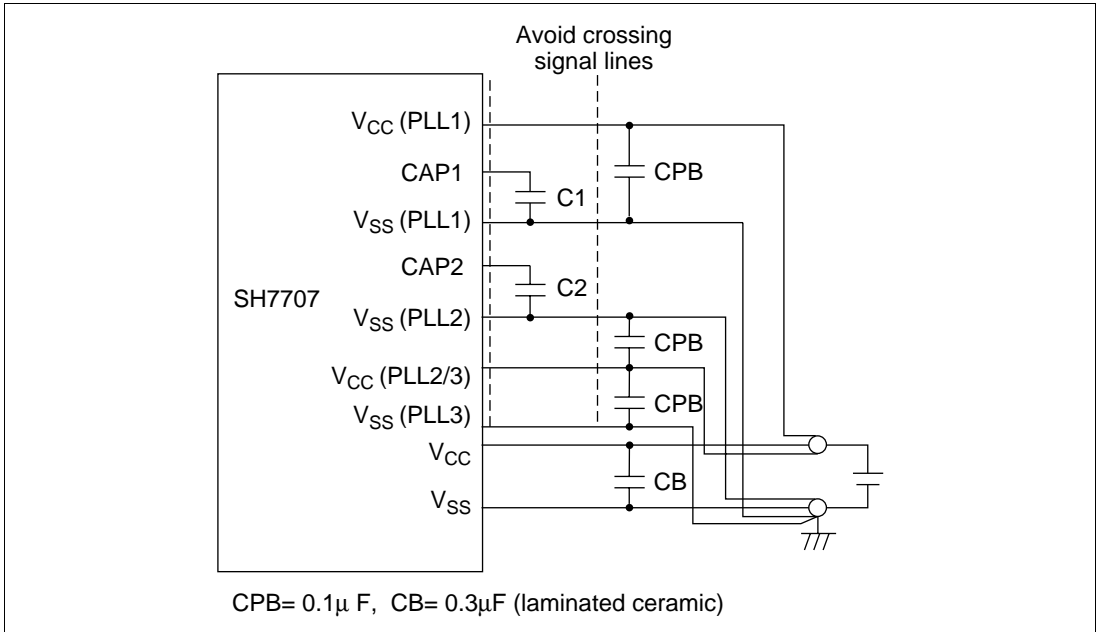 Avoid crossing
signal lines
VCC (PLL1)
CAP1
CPB
C1
VSS (PLL1)
CAP2
C2
SH7707
VSS (PLL2)
CPB
VCC (PLL2/3)
CPB
VSS (PLL3)
VCC
CB
VSS
CPB= 0.1μ F, CB= 0.3μF (laminated ceramic)